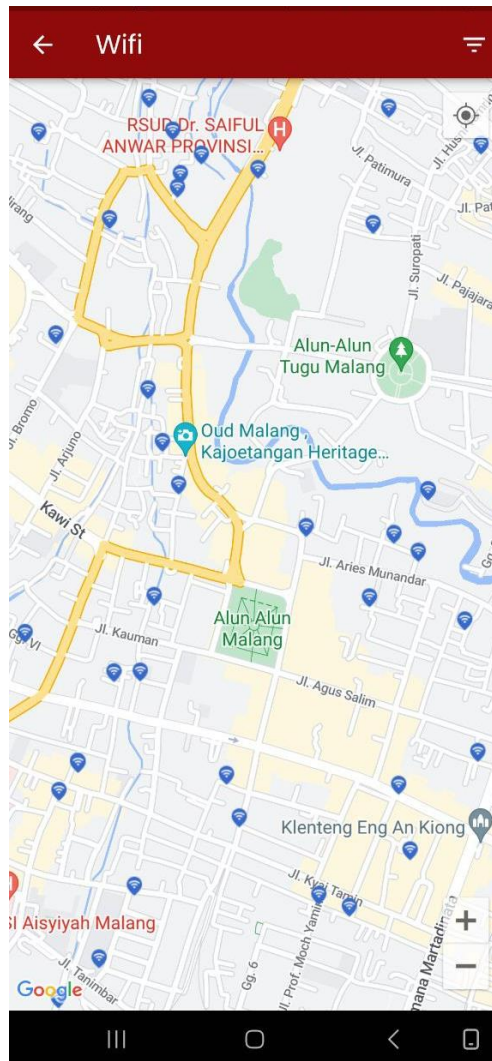 Wifi
RSUD Dr. SAIFUL
ANWAR PROVINSI...
Jl. Patimura
Jl. Suropati
Jl. Pajajara
Alun-Alun
Tugu Malang
Oud Malang,
Kajoetangan Heritage...
Jl. Bromo
Jl. Arjuno
Kawi St
Jl. Aries Munandar
Alun Alun
Malang
Gg. VI
Jl. Kauman
Jl. Agus Salim
Klenteng Eng An Kiong
Jl. Kyai Tamin
SI Aisyiyah Malang
Jl. Prof. Moch Yamin
Gg. 6
Jl. Tanimbar
Google